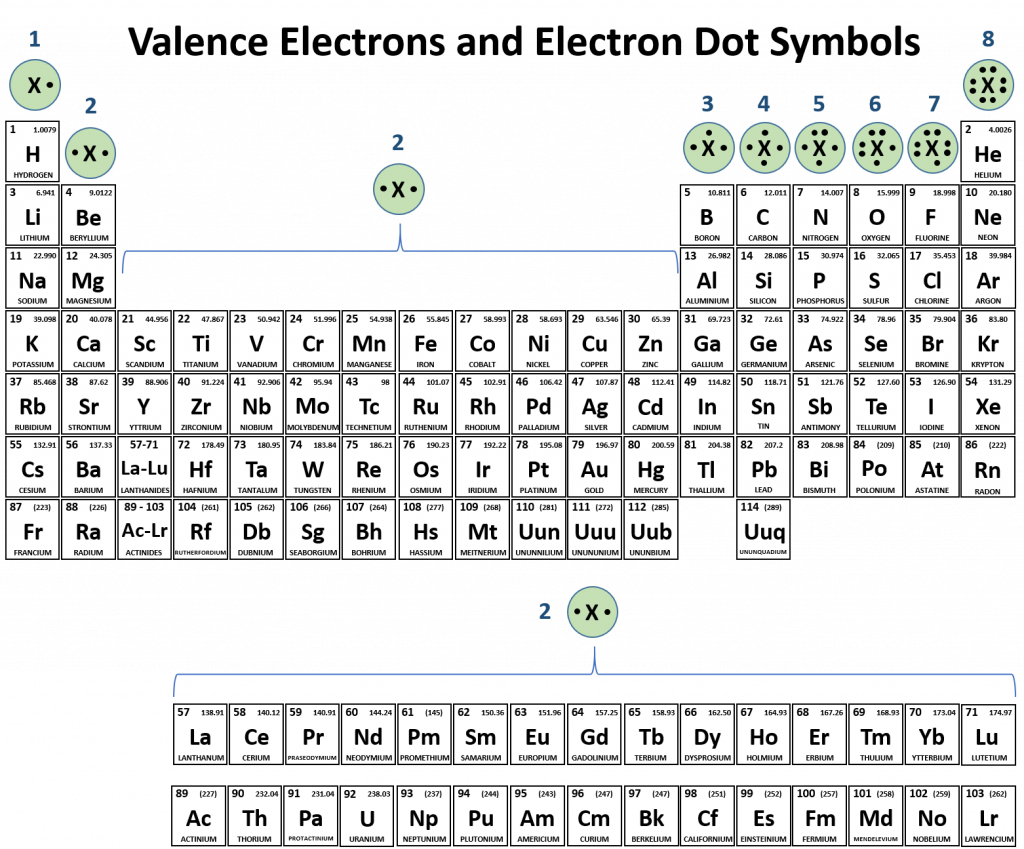 Valence Electrons and Electron Dot Symbols
1
8
X
X
2
3
4
5
6
7
2
X
X
X
X
X
X
X
1 1.0079
H
HYDROGEN
2 4.0026
He
HELIUM
3 6.941
Li
LITHIUM
4 9.0122
Be
BERYLLIUM
5 10.811
B
BORON
6 12.011
C
CARBON
7 14.007
N
NITROGEN
8 15.999
O
OXYGEN
9 18.998
F
FLUORINE
10 20.180
Ne
NEON
11 22.990
Na
SODIUM
12 24.305
Mg
MAGNESIUM
13 26.982
Al
ALUMINIUM
14 28.086
Si
SILICON
15 30.974
P
PHOSPHORUS
16 32.065
S
SULFUR
17 35.453
Cl
CHLORINE
18 39.984
Ar
ARGON
19 39.098
K
POTASSIUM
20 40.078
Ca
CALCIUM
21 44.956
Sc
SCANDIUM
22 47.867
Ti
TITANIUM
23 50.942
V
VANADIUM
24 51.996
Cr
CHROMIUM
25 54.938
Mn
MANGANESE
26 55.845
Fe
IRON
27 58.993
Co
COBALT
28 58.693
Ni
NICKEL
29 63.546
Cu
COPPER
30 65.39
Zn
ZINC
31 69.723
Ga
GALLIUM
32 72.61
Ge
GERMANIUM
33 74.922
As
ARSENIC
34 78.96
Se
SELENIUM
35 79.904
Br
BROMINE
36 83.80
Kr
KRYPTON
37 85.468
Rb
RUBIDIUM
38 87.62
Sr
STRONTIUM
39 88.906
Y
YTTRIUM
40 91.224
Zr
ZIRCONIUM
41 92.906
Nb
NIOBIUM
42 95.94
Mo
MOLYBDENUM
43 98
Tc
TECHNETIUM
44 101.07
Ru
RUTHENIUM
45 102.91
Rh
RHODIUM
46 106.42
Pd
PALLADIUM
47 107.87
Ag
SILVER
48 112.41
Cd
CADMIUM
49 114.82
In
INDIUM
50 118.71
Sn
TIN
51 121.76
Sb
ANTIMONY
52 127.60
Te
TELLURIUM
53 126.90
I
IODINE
54 131.29
Xe
XENON
55 132.91
Cs
CESIUM
56 137.33
Ba
BARIUM
57-71
La-Lu
LANTHANIDES
72 178.49
Hf
HAFNIUM
73 180.95
Ta
TANTALUM
74 183.84
W
TUNGSTEN
75 186.21
Re
RHENIUM
76 190.23
Os
OSMIUM
77 192.22
Ir
IRIDIUM
78 195.08
Pt
PLATINUM
79 196.97
Au
GOLD
80 200.59
Hg
MERCURY
81 204.38
Tl
THALLIUM
82 207.2
Pb
LEAD
83 208.98
Bi
BISMUTH
84 (209)
Po
POLONIUM
85 (210)
At
ASTATINE
86 (222)
Rn
RADON
87 (223)
Fr
FRANCIUM
88 (226)
Ra
RADIUM
89 - 103
Ac-Lr
ACTINIDES
104 (261)
Rf
RUTHERFORDIUM
105 (262)
Db
DUBNIUM
106 (266)
Sg
SEABORGIUM
107 (264)
Bh
BOHRIUM
108 (277)
Hs
HASSIUM
109 (268)
Mt
MEITNERIUM
110 (281)
Uun
UNUNNILIUM
111 (272)
Uuu
UNUNUNIUM
112 (285)
Uub
UNUNBIUM
114 (289)
Uuq
UNUNQUADIUM
2 X
57 138.91
La
LANTHANUM
58 140.12
Ce
CERIUM
59 140.91
Pr
PRASEODYMIUM
60 144.24
Nd
NEODYMIUM
61 (145)
Pm
PROMETHIUM
62 150.36
Sm
SAMARIUM
63 151.96
Eu
EUROPIUM
64 157.25
Gd
GADOLINIUM
65 158.93
Tb
TERBIUM
66 162.50
Dy
DYSPROSIUM
67 164.93
Ho
HOLMIUM
68 167.26
Er
ERBIUM
69 168.93
Tm
THULIUM
70 173.04
Yb
YTTERBIUM
71 174.97
Lu
LUTETIUM
89 (227)
Ac
ACTINIUM
90 232.04
Th
THORIUM
91 231.04
Pa
PROTACTINIUM
92 238.03
U
URANIUM
93 (237)
Np
NEPTUNIUM
94 (244)
Pu
PLUTONIUM
95 (243)
Am
AMERICIUM
96 (247)
Cm
CURIUM
97 (247)
Bk
BERKELIUM
98 (251)
Cf
CALIFORNIUM
99 (252)
Es
EINSTEINIUM
100 (257)
Fm
FERMIUM
101 (258)
Md
MENDELEVIUM
102 (259)
No
NOBELIUM
103 (262)
Lr
LAWRENCIUM